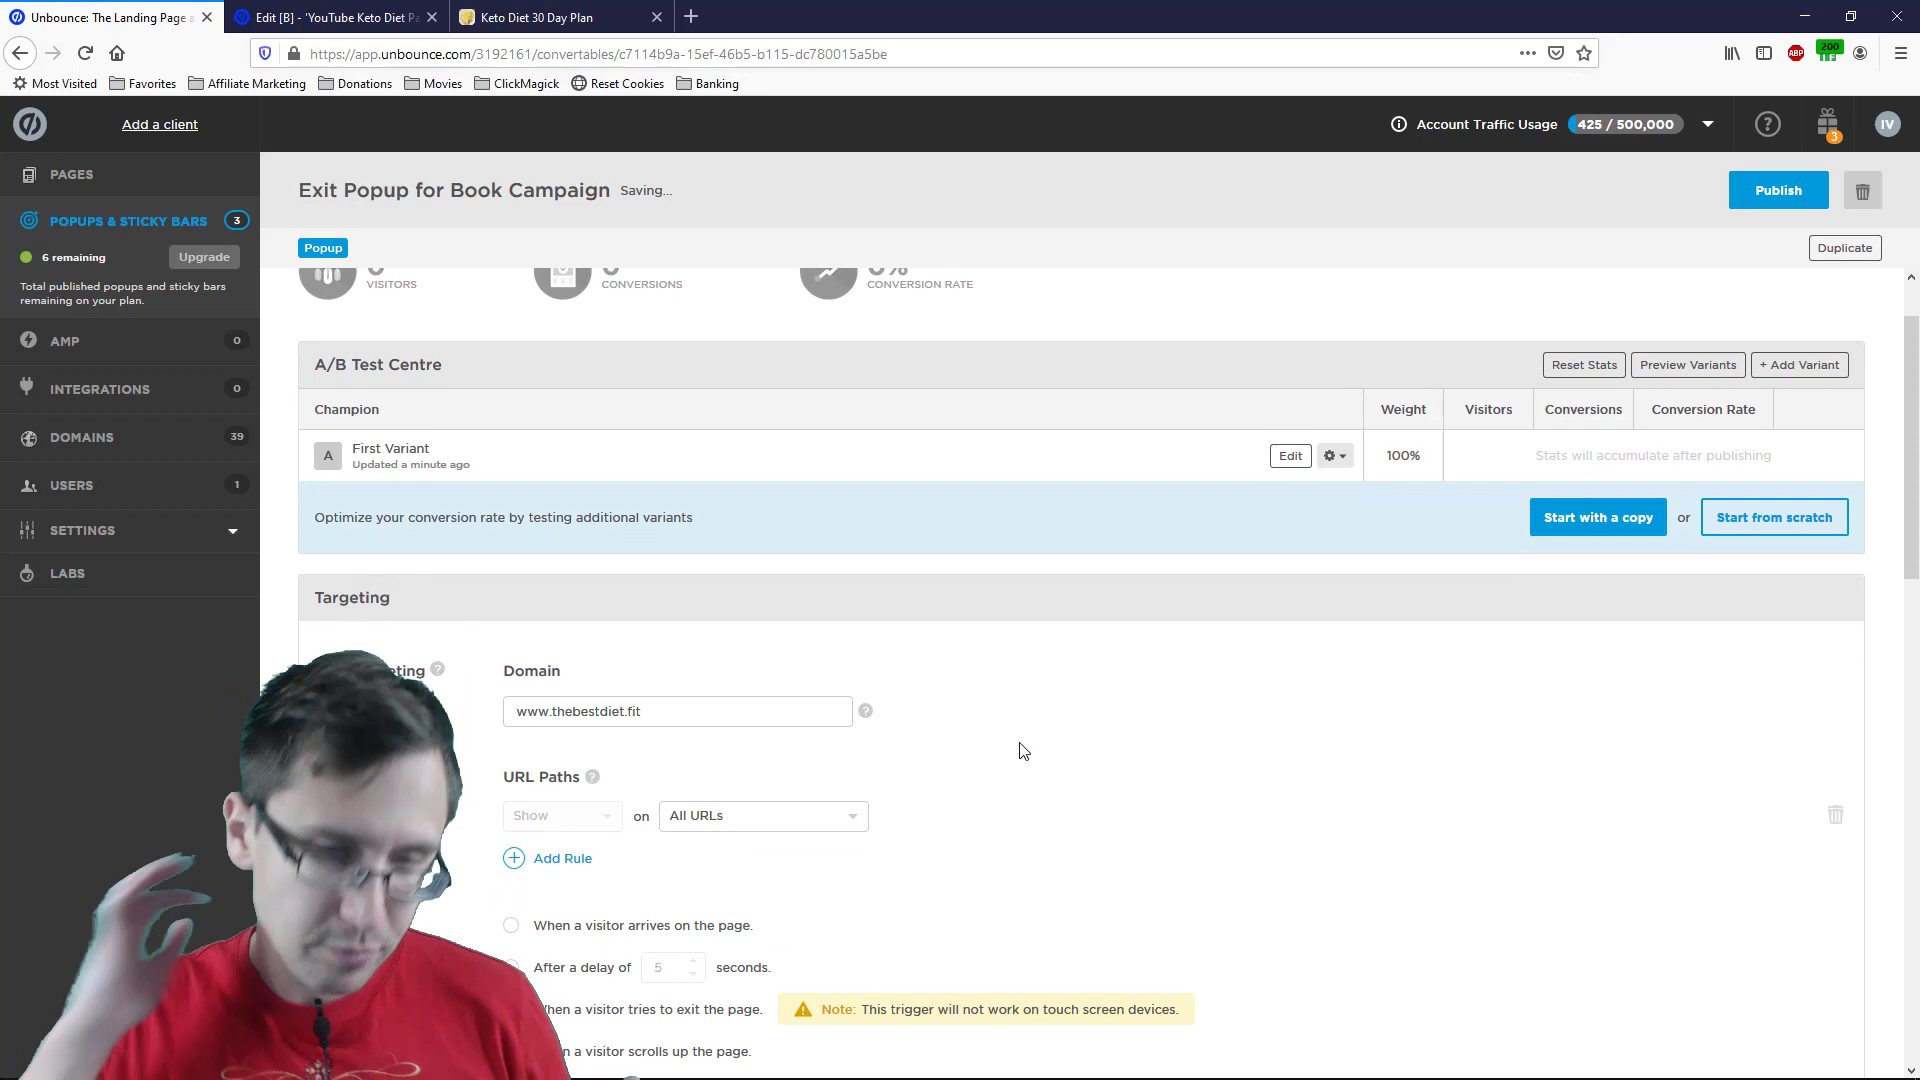 Unbounce: The Landing Page
Edit [B] - 'YouTube Keto Diet Pa
Keto Diet 30 Day Plan
https://app.unbounce.com/3192161/convertables/c7114b9a-15ef-46b5-b115-dc780015a5be
ABP
200
Most Visited
Favorites
Affiliate Marketing
Donations
Movies
ClickMagick
Reset Cookies
Banking
Add a client
Account Traffic Usage
425 / 500,000
3
IV
PAGES
POPUPS & STICKY BARS 3
6 remaining
Upgrade
Total published popups and sticky bars
remaining on your plan.
AMP 0
INTEGRATIONS 0
DOMAINS 39
USERS 1
SETTINGS
LABS
Exit Popup for Book Campaign Saving...
Publish
Popup
Duplicate
VISITORS
CONVERSIONS
CONVERSION RATE
A/B Test Centre
Reset Stats
Preview Variants
+ Add Variant
Champion
Weight
Visitors
Conversions
Conversion Rate
A
First Variant
Updated a minute ago
Edit
100%
Stats will accumulate after publishing
Optimize your conversion rate by testing additional variants
Start with a copy or Start from scratch
Targeting
Domain
www.thebestdiet.fit
URL Paths
Show on All URLs
Add Rule
When a visitor arrives on the page.
After a delay of 5 seconds.
When a visitor tries to exit the page.
Note: This trigger will not work on touch screen devices.
a visitor scrolls up the page.